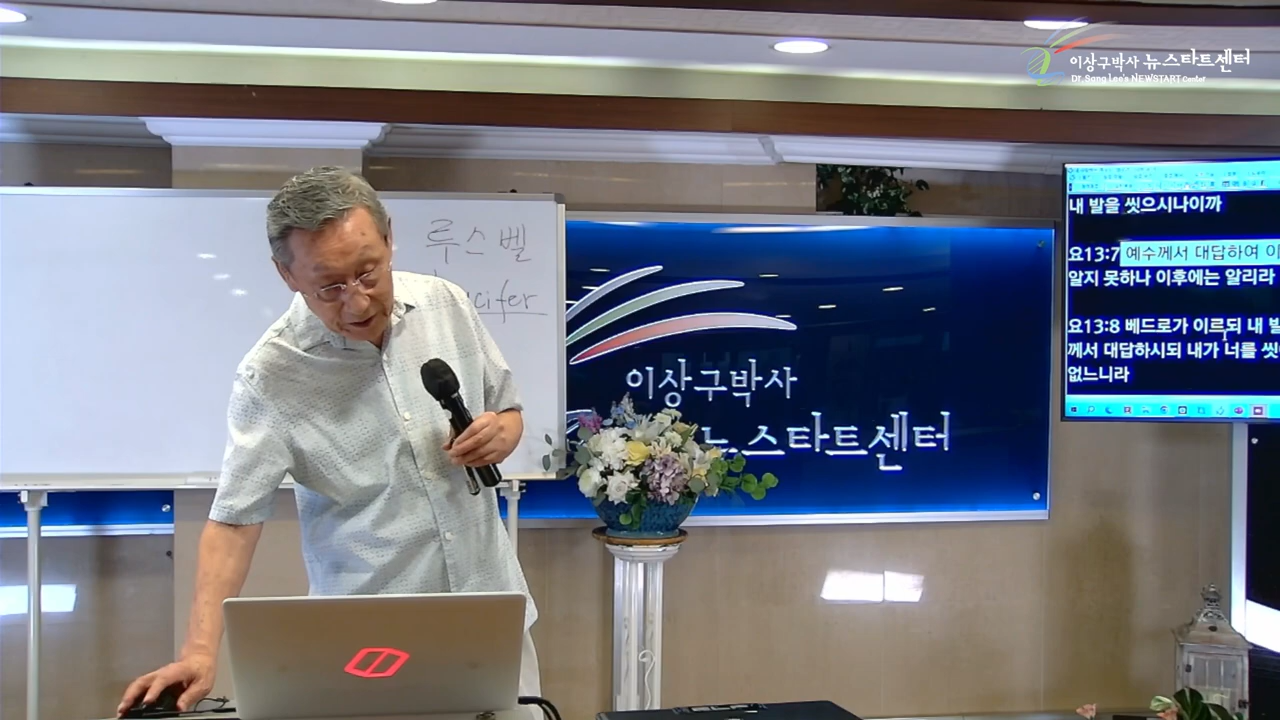 이상구박사 뉴스타트센터
Dr. Sang Lee's NEWSTART Center
루스벨
cifer
이상구박사
뉴스타트센터
내 발을 씻으시나이까
요13:7 예수께서 대답하여 이
알지 못하나 이후에는 알리라
요13:8 베드로가 이르되 내 발
께서 대답하시되 내가 너를 씻
없느니라